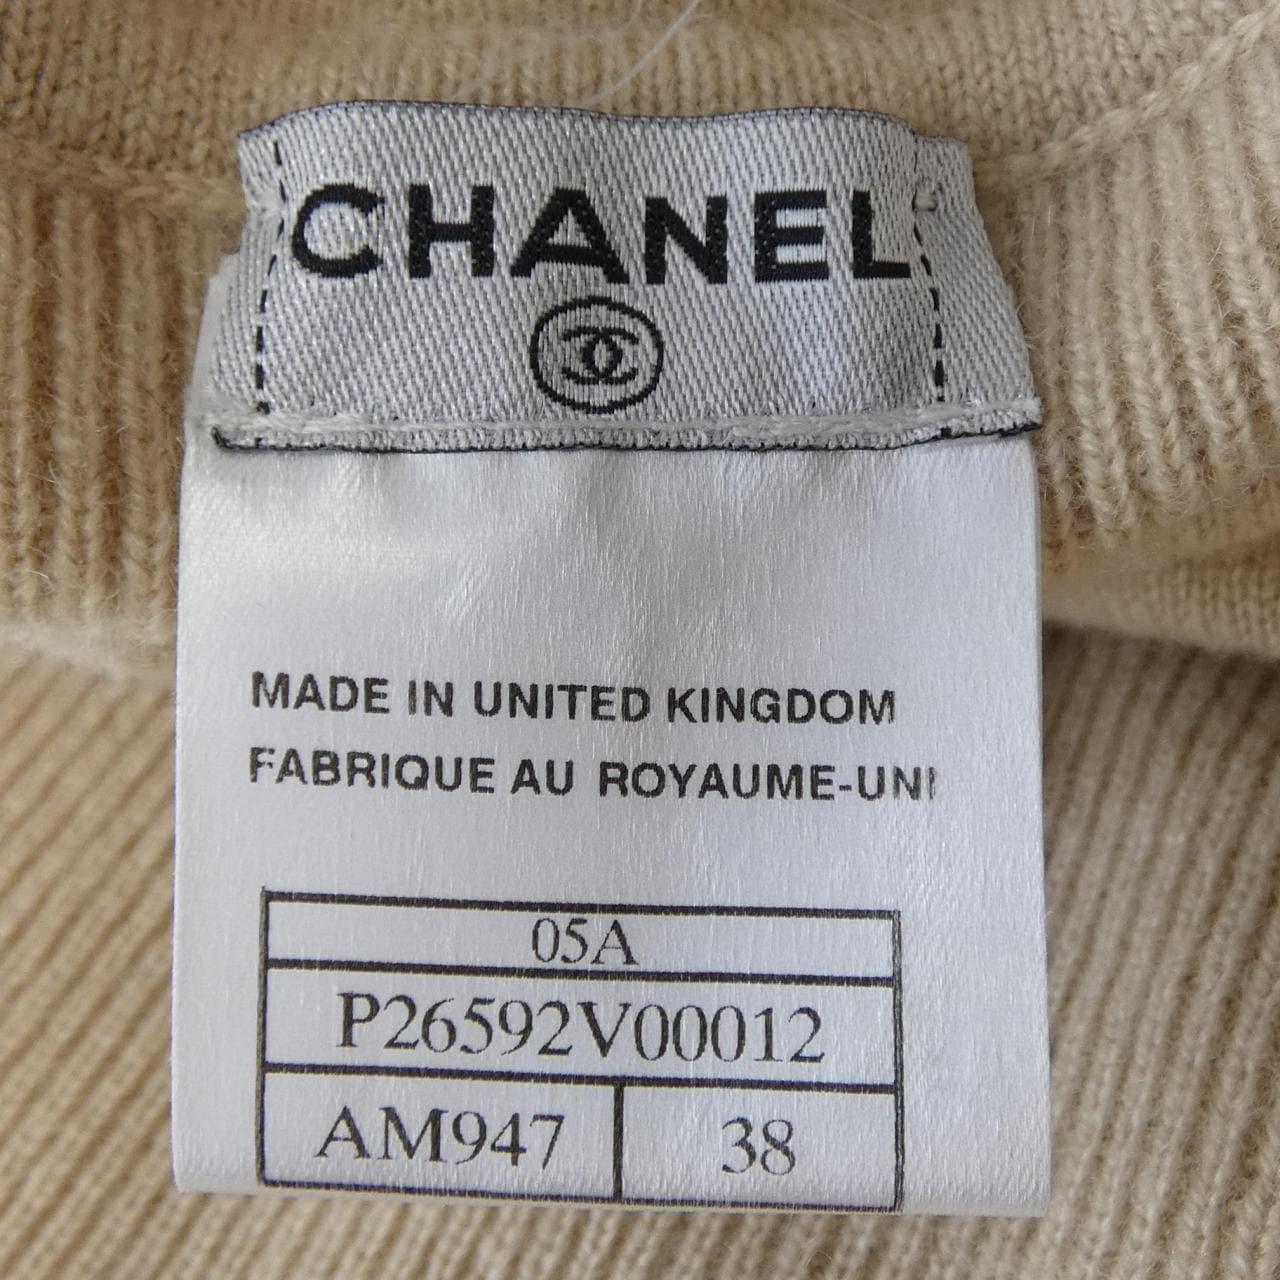 CHANEL
MADE IN UNITED KINGDOM
FABRIQUE AU ROYAUME-UNI
05A
P26592V00012
AM947 38